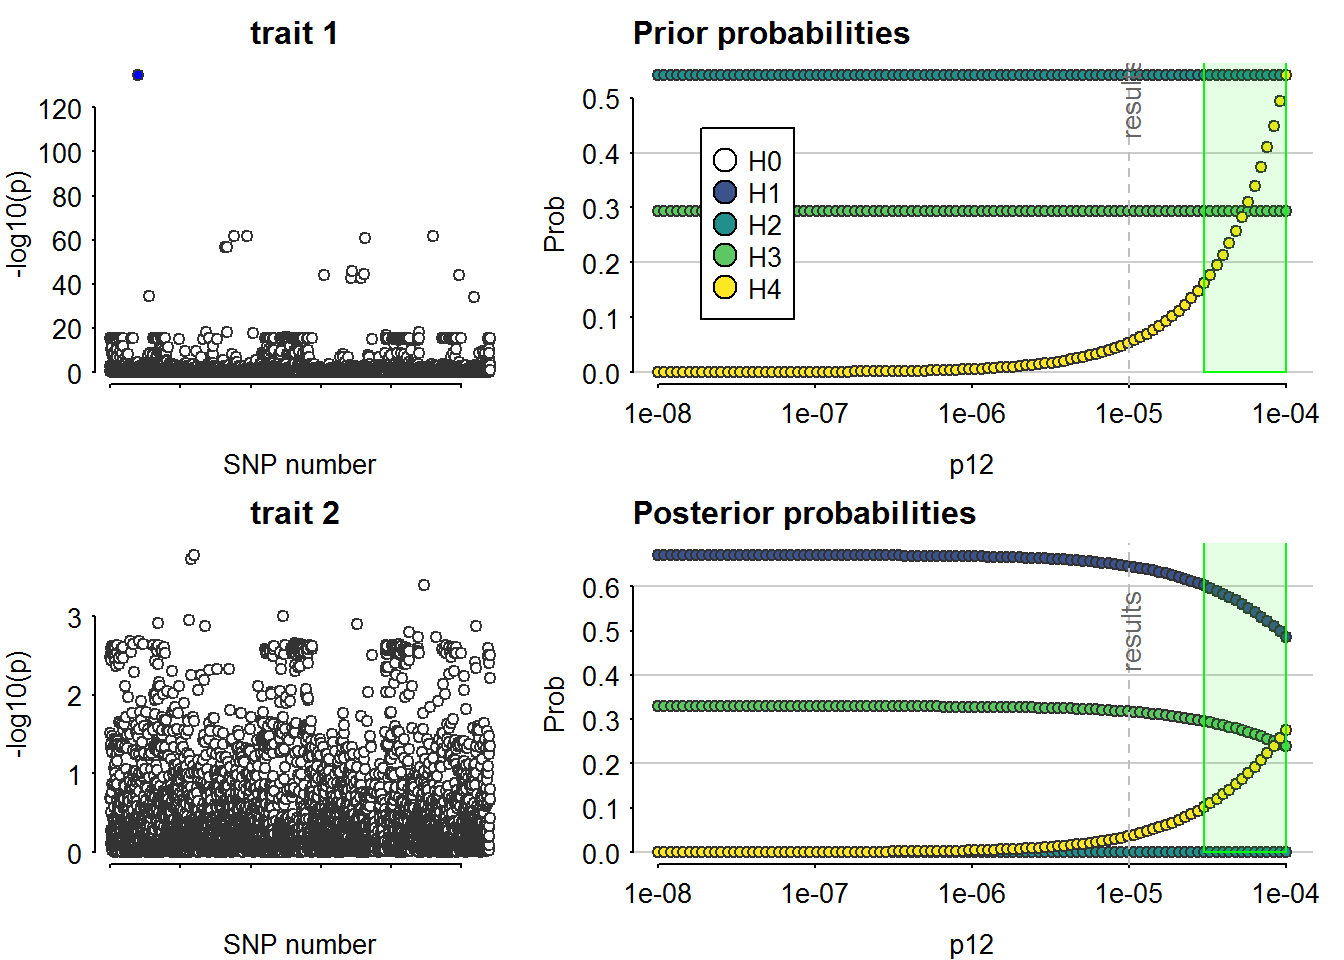 trait 1
-log10(p)
120
100
80
60
40
20
0
SNP number
Prior probabilities
Prob
0.5
0.4
0.3
0.2
0.1
0.0
results
H0
H1
H2
H3
H4
1e-08 1e-07 1e-06 1e-05 1e-04
p12
trait 2
-log10(p)
3
2
1
0
SNP number
Posterior probabilities
Prob
0.6
0.5
0.4
0.3
0.2
0.1
0.0
results
1e-08 1e-07 1e-06 1e-05 1e-04
p12